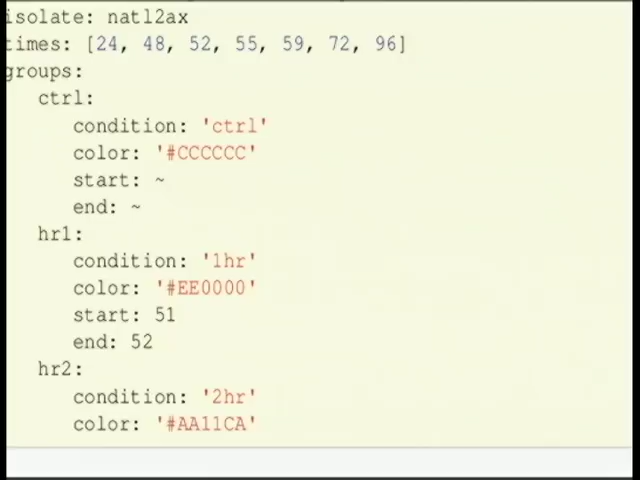 isolate: natl2ax
times: [24, 48, 52, 55, 59, 72, 96]
groups:
ctrl:
condition: 'ctrl'
color: '#CCCCCC'
start: ~
end: ~
hr1:
condition: '1hr'
color: '#EE0000'
start: 51
end: 52
hr2:
condition: '2hr'
color: '#AA11CA'